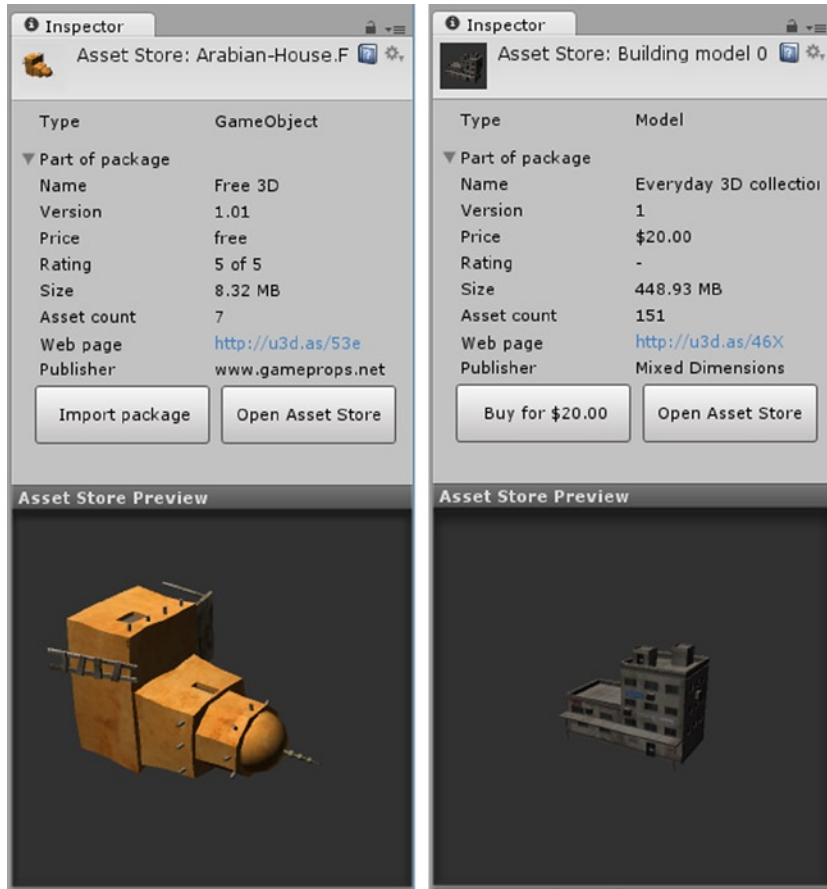 Inspector
Asset Store: Arabian-House.F
Type GameObject
Part of package
Name Free 3D
Version 1.01
Price free
Rating 5 of 5
Size 8.32 MB
Asset count 7
Web page http://u3d.as/53e
Publisher www.gameprops.net
Import package Open Asset Store
Asset Store Preview
Inspector
Asset Store: Building model 0
Type Model
Part of package
Name Everyday 3D collection
Version 1
Price $20.00
Rating -
Size 448.93 MB
Asset count 151
Web page http://u3d.as/46X
Publisher Mixed Dimensions
Buy for $20.00 Open Asset Store
Asset Store Preview